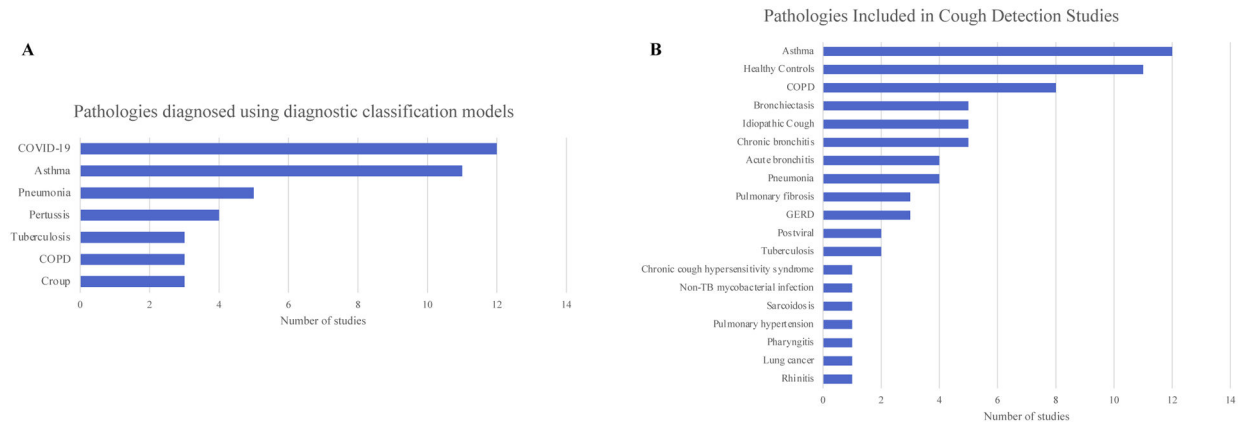 A
Pathologies diagnosed using diagnostic classification models
COVID-19
Asthma
Pneumonia
Pertussis
Tuberculosis
COPD
Croup
0 2 4 6 8 10 12 14
Number of studies
Pathologies Included in Cough Detection Studies
B
Asthma
Healthy Controls
COPD
Bronchiectasis
Idiopathic Cough
Chronic bronchitis
Acute bronchitis
Pneumonia
Pulmonary fibrosis
GERD
Postviral
Tuberculosis
Chronic cough hypersensitivity syndrome
Non-TB mycobacterial infection
Sarcoidosis
Pulmonary hypertension
Pharyngitis
Lung cancer
Rhinitis
0 2 4 6 8 10 12 14
Number of studies